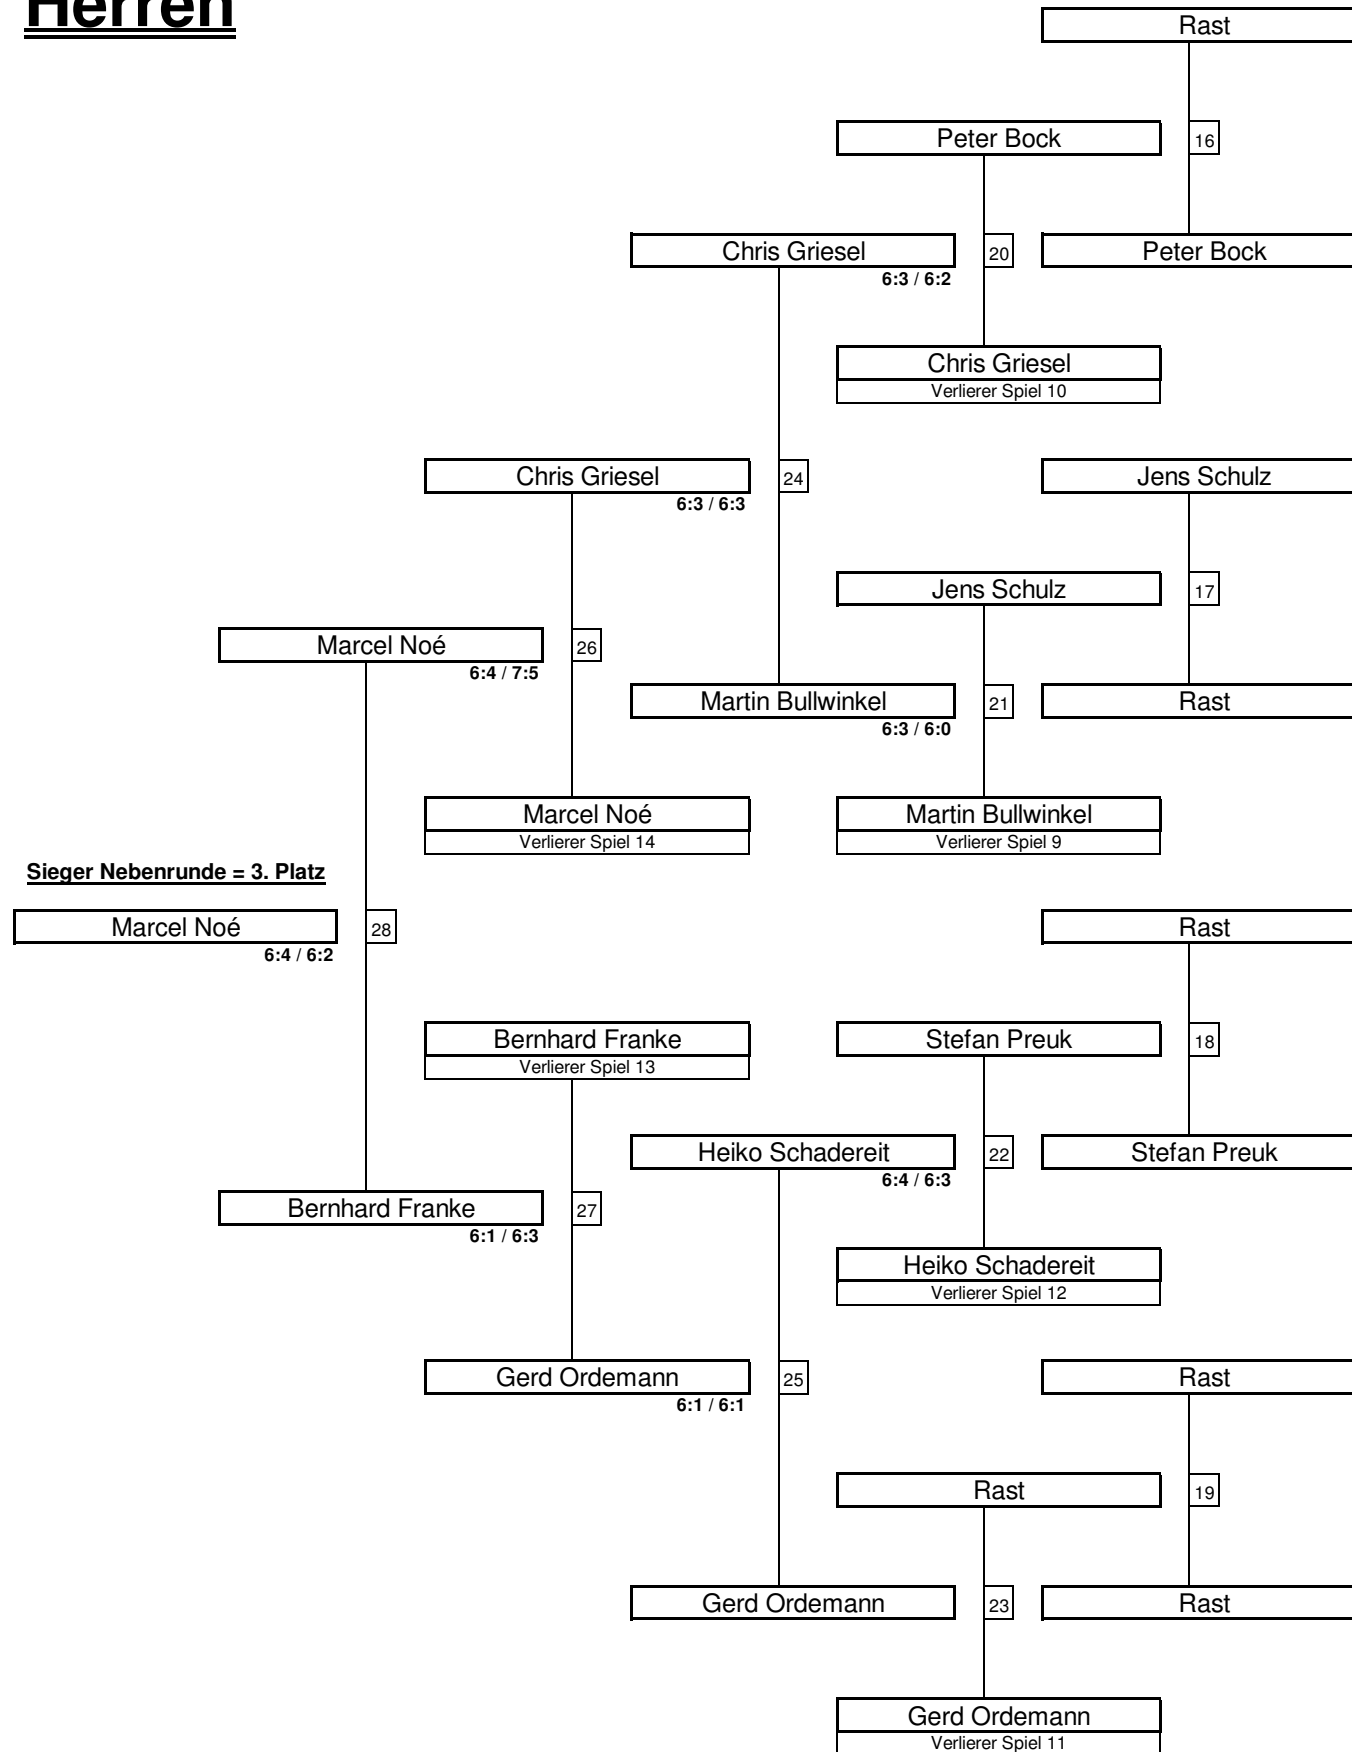 Herren
Rast
Peter Bock
16
Chris Griesel
20
Peter Bock
6:3 / 6:2
Chris Griesel
Verlierer Spiel 10
Chris Griesel
24
Jens Schulz
6:3 / 6:3
Jens Schulz
17
Marcel Noé
26
6:4 / 7:5
Martin Bullwinkel
21
Rast
6:3 / 6:0
Marcel Noé
Martin Bullwinkel
Verlierer Spiel 14
Verlierer Spiel 9
Sieger Nebenrunde = 3. Platz
Marcel Noé
28
Rast
6:4 / 6:2
Bernhard Franke
Stefan Preuk
18
Verlierer Spiel 13
Heiko Schadereit
22
Stefan Preuk
6:4 / 6:3
Bernhard Franke
27
6:1 / 6:3
Heiko Schadereit
Verlierer Spiel 12
Gerd Ordemann
25
Rast
6:1 / 6:1
Rast
19
Gerd Ordemann
23
Rast
Gerd Ordemann
Verlierer Spiel 11